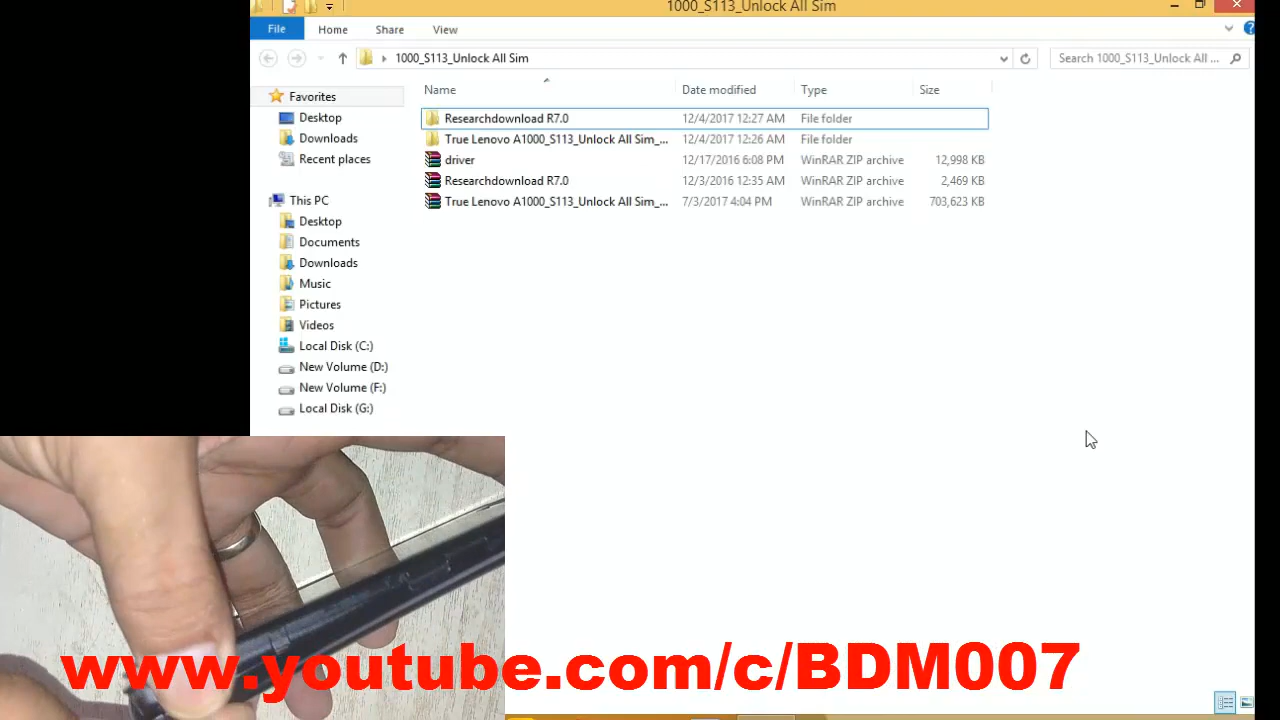 1000_S113_Unlock All Sim
File Home Share View
1000_S113_Unlock All Sim
Search 1000_S113_Unlock All ...
Name Date modified Type Size
Favorites
Desktop
Downloads
Recent places
This PC
Desktop
Documents
Downloads
Music
Pictures
Videos
Local Disk (C:)
New Volume (D:)
New Volume (F:)
Local Disk (G:)
Researchdownload R7.0 12/4/2017 12:27 AM File folder
True Lenovo A1000_S113_Unlock All Sim_... 12/4/2017 12:26 AM File folder
driver 12/17/2016 6:08 PM WinRAR ZIP archive 12,998 KB
Researchdownload R7.0 12/3/2016 12:35 AM WinRAR ZIP archive 2,469 KB
True Lenovo A1000_S113_Unlock All Sim_... 7/3/2017 4:04 PM WinRAR ZIP archive 703,623 KB
www.youtube.com/c/BDM007